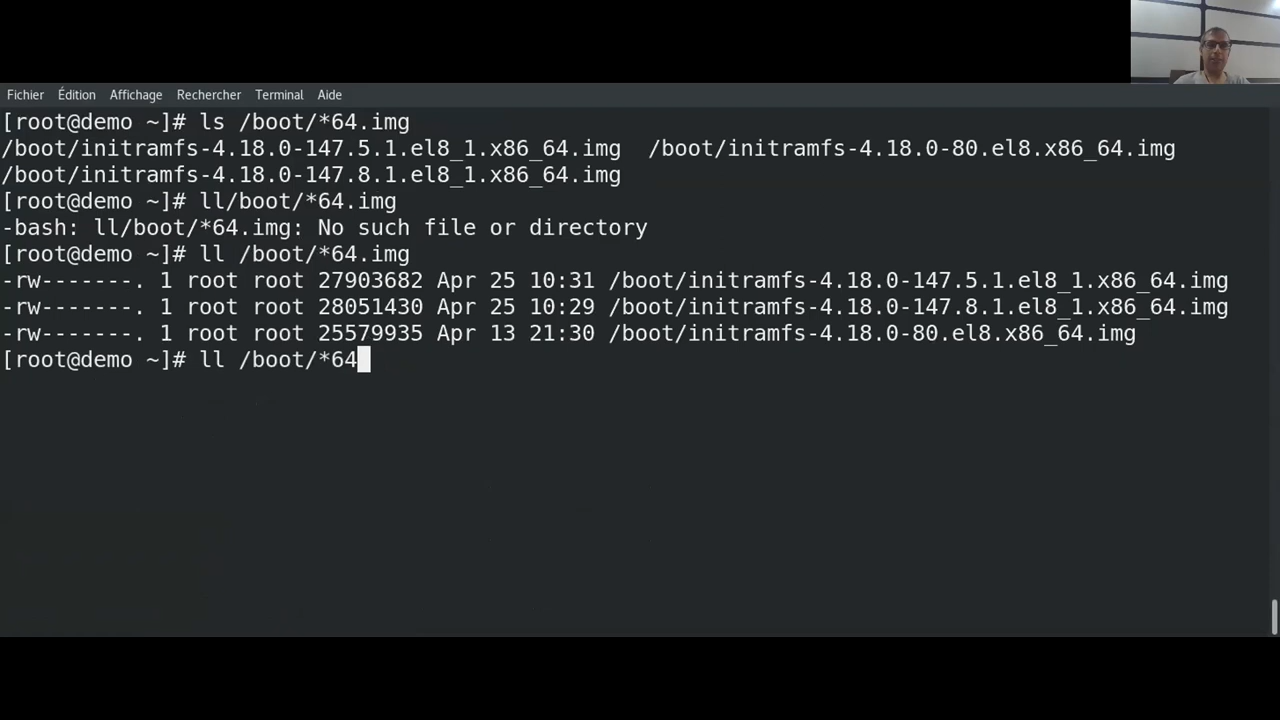 Fichier Édition Affichage Rechercher Terminal Aide
[root@demo ~]# ls /boot/*64.img
/boot/initramfs-4.18.0-147.5.1.el8_1.x86_64.img  /boot/initramfs-4.18.0-80.el8.x86_64.img
/boot/initramfs-4.18.0-147.8.1.el8_1.x86_64.img
[root@demo ~]# ll/boot/*64.img
-bash: ll/boot/*64.img: No such file or directory
[root@demo ~]# ll /boot/*64.img
-rw-------. 1 root root 27903682 Apr 25 10:31 /boot/initramfs-4.18.0-147.5.1.el8_1.x86_64.img
-rw-------. 1 root root 28051430 Apr 25 10:29 /boot/initramfs-4.18.0-147.8.1.el8_1.x86_64.img
-rw-------. 1 root root 25579935 Apr 13 21:30 /boot/initramfs-4.18.0-80.el8.x86_64.img
[root@demo ~]# ll /boot/*64